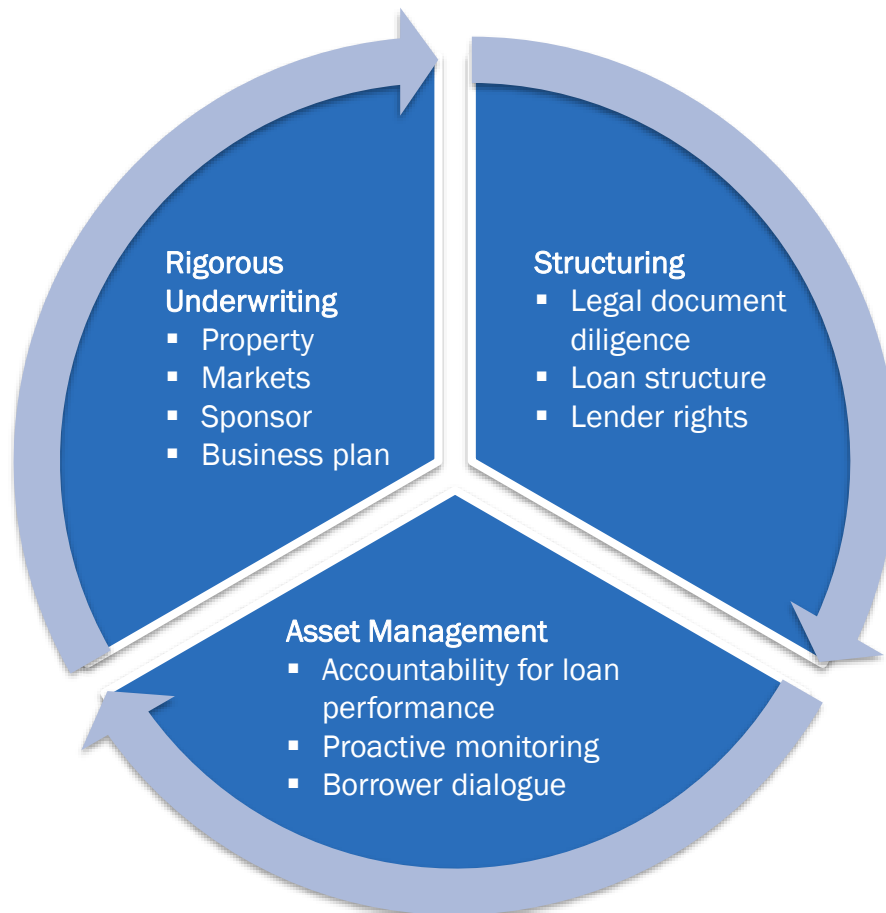 Rigorous
Underwriting
▪ Property
▪ Markets
▪ Sponsor
▪ Business plan
Structuring
▪ Legal document
diligence
▪ Loan structure
▪ Lender rights
Asset Management
▪ Accountability for loan
performance
▪ Proactive monitoring
▪ Borrower dialogue